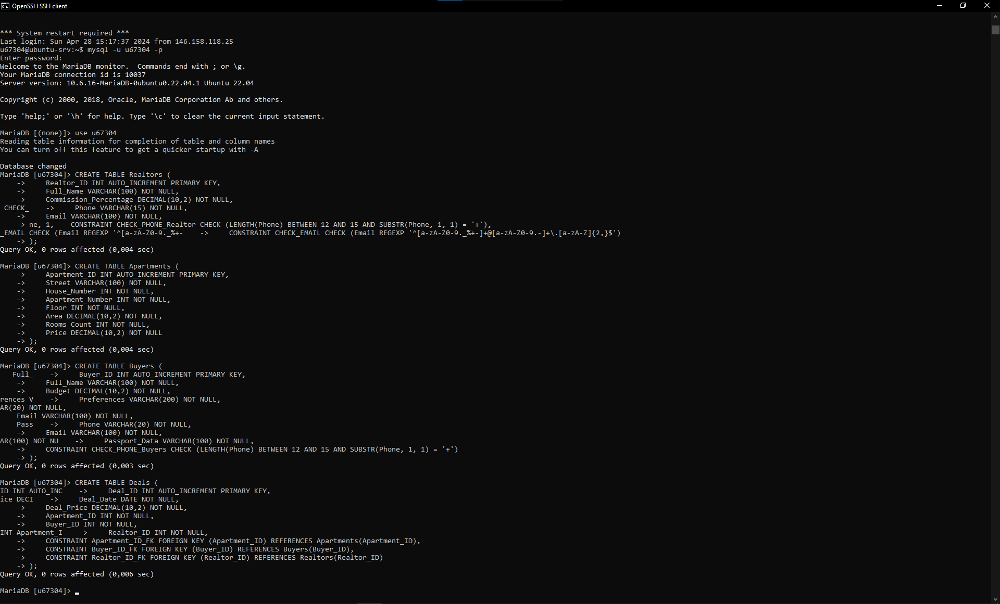 OpenSSH SSH client
*** System restart required ***
Last login: Sun Apr 28 15:17:37 2024 from 146.158.118.25
u67304@ubuntu-srv:~$ mysql -u u67304 -p
Enter password:
Welcome to the MariaDB monitor.  Commands end with ; or \g.
Your MariaDB connection id is 10037
Server version: 10.6.16-MariaDB-0ubuntu0.22.04.1 Ubuntu 22.04
Copyright (c) 2000, 2018, Oracle, MariaDB Corporation Ab and others.
Type 'help;' or '\h' for help. Type '\c' to clear the current input statement.
MariaDB [(none)]> use u67304
Reading table information for completion of table and column names
You can turn off this feature to get a quicker startup with -A
Database changed
MariaDB [u67304]> CREATE TABLE Realtors (
    ->     Realtor_ID INT AUTO_INCREMENT PRIMARY KEY,
    ->     Full_Name VARCHAR(100) NOT NULL,
    ->     Commission_Percentage DECIMAL(10,2) NOT NULL,
 CHECK_    ->     Phone VARCHAR(15) NOT NULL,
    ->     Email VARCHAR(100) NOT NULL,
    -> ne, 1,    CONSTRAINT CHECK_PHONE_Realtor CHECK (LENGTH(Phone) BETWEEN 12 AND 15 AND SUBSTR(Phone, 1, 1) = '+'),
_EMAIL CHECK (Email REGEXP '^[a-zA-Z0-9._%+-    ->     CONSTRAINT CHECK_EMAIL CHECK (Email REGEXP '^[a-zA-Z0-9._%+-]+@[a-zA-Z0-9.-]+\.[a-zA-Z]{2,}$')
    -> );
Query OK, 0 rows affected (0,004 sec)
MariaDB [u67304]> CREATE TABLE Apartments (
    ->     Apartment_ID INT AUTO_INCREMENT PRIMARY KEY,
    ->     Street VARCHAR(100) NOT NULL,
    ->     House_Number INT NOT NULL,
    ->     Apartment_Number INT NOT NULL,
    ->     Floor INT NOT NULL,
    ->     Area DECIMAL(10,2) NOT NULL,
    ->     Rooms_Count INT NOT NULL,
    ->     Price DECIMAL(10,2) NOT NULL
    -> );
Query OK, 0 rows affected (0,004 sec)
MariaDB [u67304]> CREATE TABLE Buyers (
   Full_    ->     Buyer_ID INT AUTO_INCREMENT PRIMARY KEY,
    ->     Full_Name VARCHAR(100) NOT NULL,
    ->     Budget DECIMAL(10,2) NOT NULL,
rences V    ->     Preferences VARCHAR(200) NOT NULL,
AR(20) NOT NULL,
    Email VARCHAR(100) NOT NULL,
    Pass    ->     Phone VARCHAR(20) NOT NULL,
    ->     Email VARCHAR(100) NOT NULL,
AR(100) NOT NU    ->     Passport_Data VARCHAR(100) NOT NULL,
    ->     CONSTRAINT CHECK_PHONE_Buyers CHECK (LENGTH(Phone) BETWEEN 12 AND 15 AND SUBSTR(Phone, 1, 1) = '+')
    -> );
Query OK, 0 rows affected (0,003 sec)
MariaDB [u67304]> CREATE TABLE Deals (
ID INT AUTO_INC    ->     Deal_ID INT AUTO_INCREMENT PRIMARY KEY,
ice DECI    ->     Deal_Date DATE NOT NULL,
    ->     Deal_Price DECIMAL(10,2) NOT NULL,
    ->     Apartment_ID INT NOT NULL,
    ->     Buyer_ID INT NOT NULL,
INT Apartment_I    ->     Realtor_ID INT NOT NULL,
    ->     CONSTRAINT Apartment_ID_FK FOREIGN KEY (Apartment_ID) REFERENCES Apartments(Apartment_ID),
    ->     CONSTRAINT Buyer_ID_FK FOREIGN KEY (Buyer_ID) REFERENCES Buyers(Buyer_ID),
    ->     CONSTRAINT Realtor_ID_FK FOREIGN KEY (Realtor_ID) REFERENCES Realtors(Realtor_ID)
    -> );
Query OK, 0 rows affected (0,006 sec)
MariaDB [u67304]>